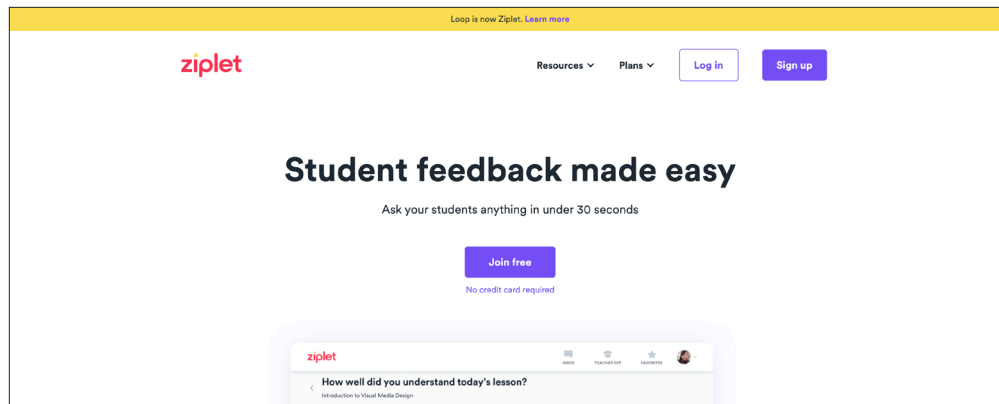 Loop is now Ziplet. Learn more
ziplet
Resources Plans Log in Sign up
Student feedback made easy
Ask your students anything in under 30 seconds
Join free
No credit card required
ziplet
INBOX TEACHER DEV FAVORITES
How well did you understand today's lesson?
Introduction to Visual Media Design